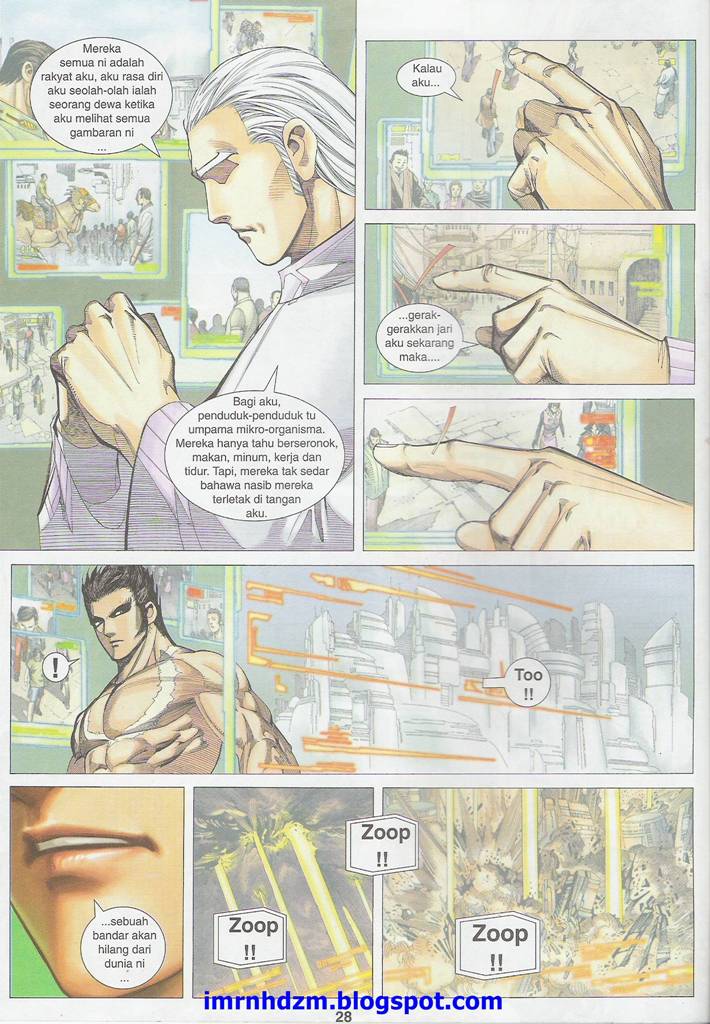 Mereka
semua ni adalah
rakyat aku, aku rasa diri
aku seolah-olah ialah
seorang dewa ketika
aku melihat semua
gambaran ni
...
Bagi aku,
penduduk-penduduk tu
umpama mikro-organisma.
Mereka hanya tahu berseronok,
makan, minum, kerja dan
tidur. Tapi, mereka tak sedar
bahawa nasib mereka
terletak di tangan
aku.
Kalau
aku...
...gerak-
gerakkan jari
aku sekarang
maka....
!
Too
!!
...sebuah
bandar akan
hilang dari
dunia ni
...
Zoop
!!
Zoop
!!
Zoop
!!
imrnhdzm.blogspot.com
28